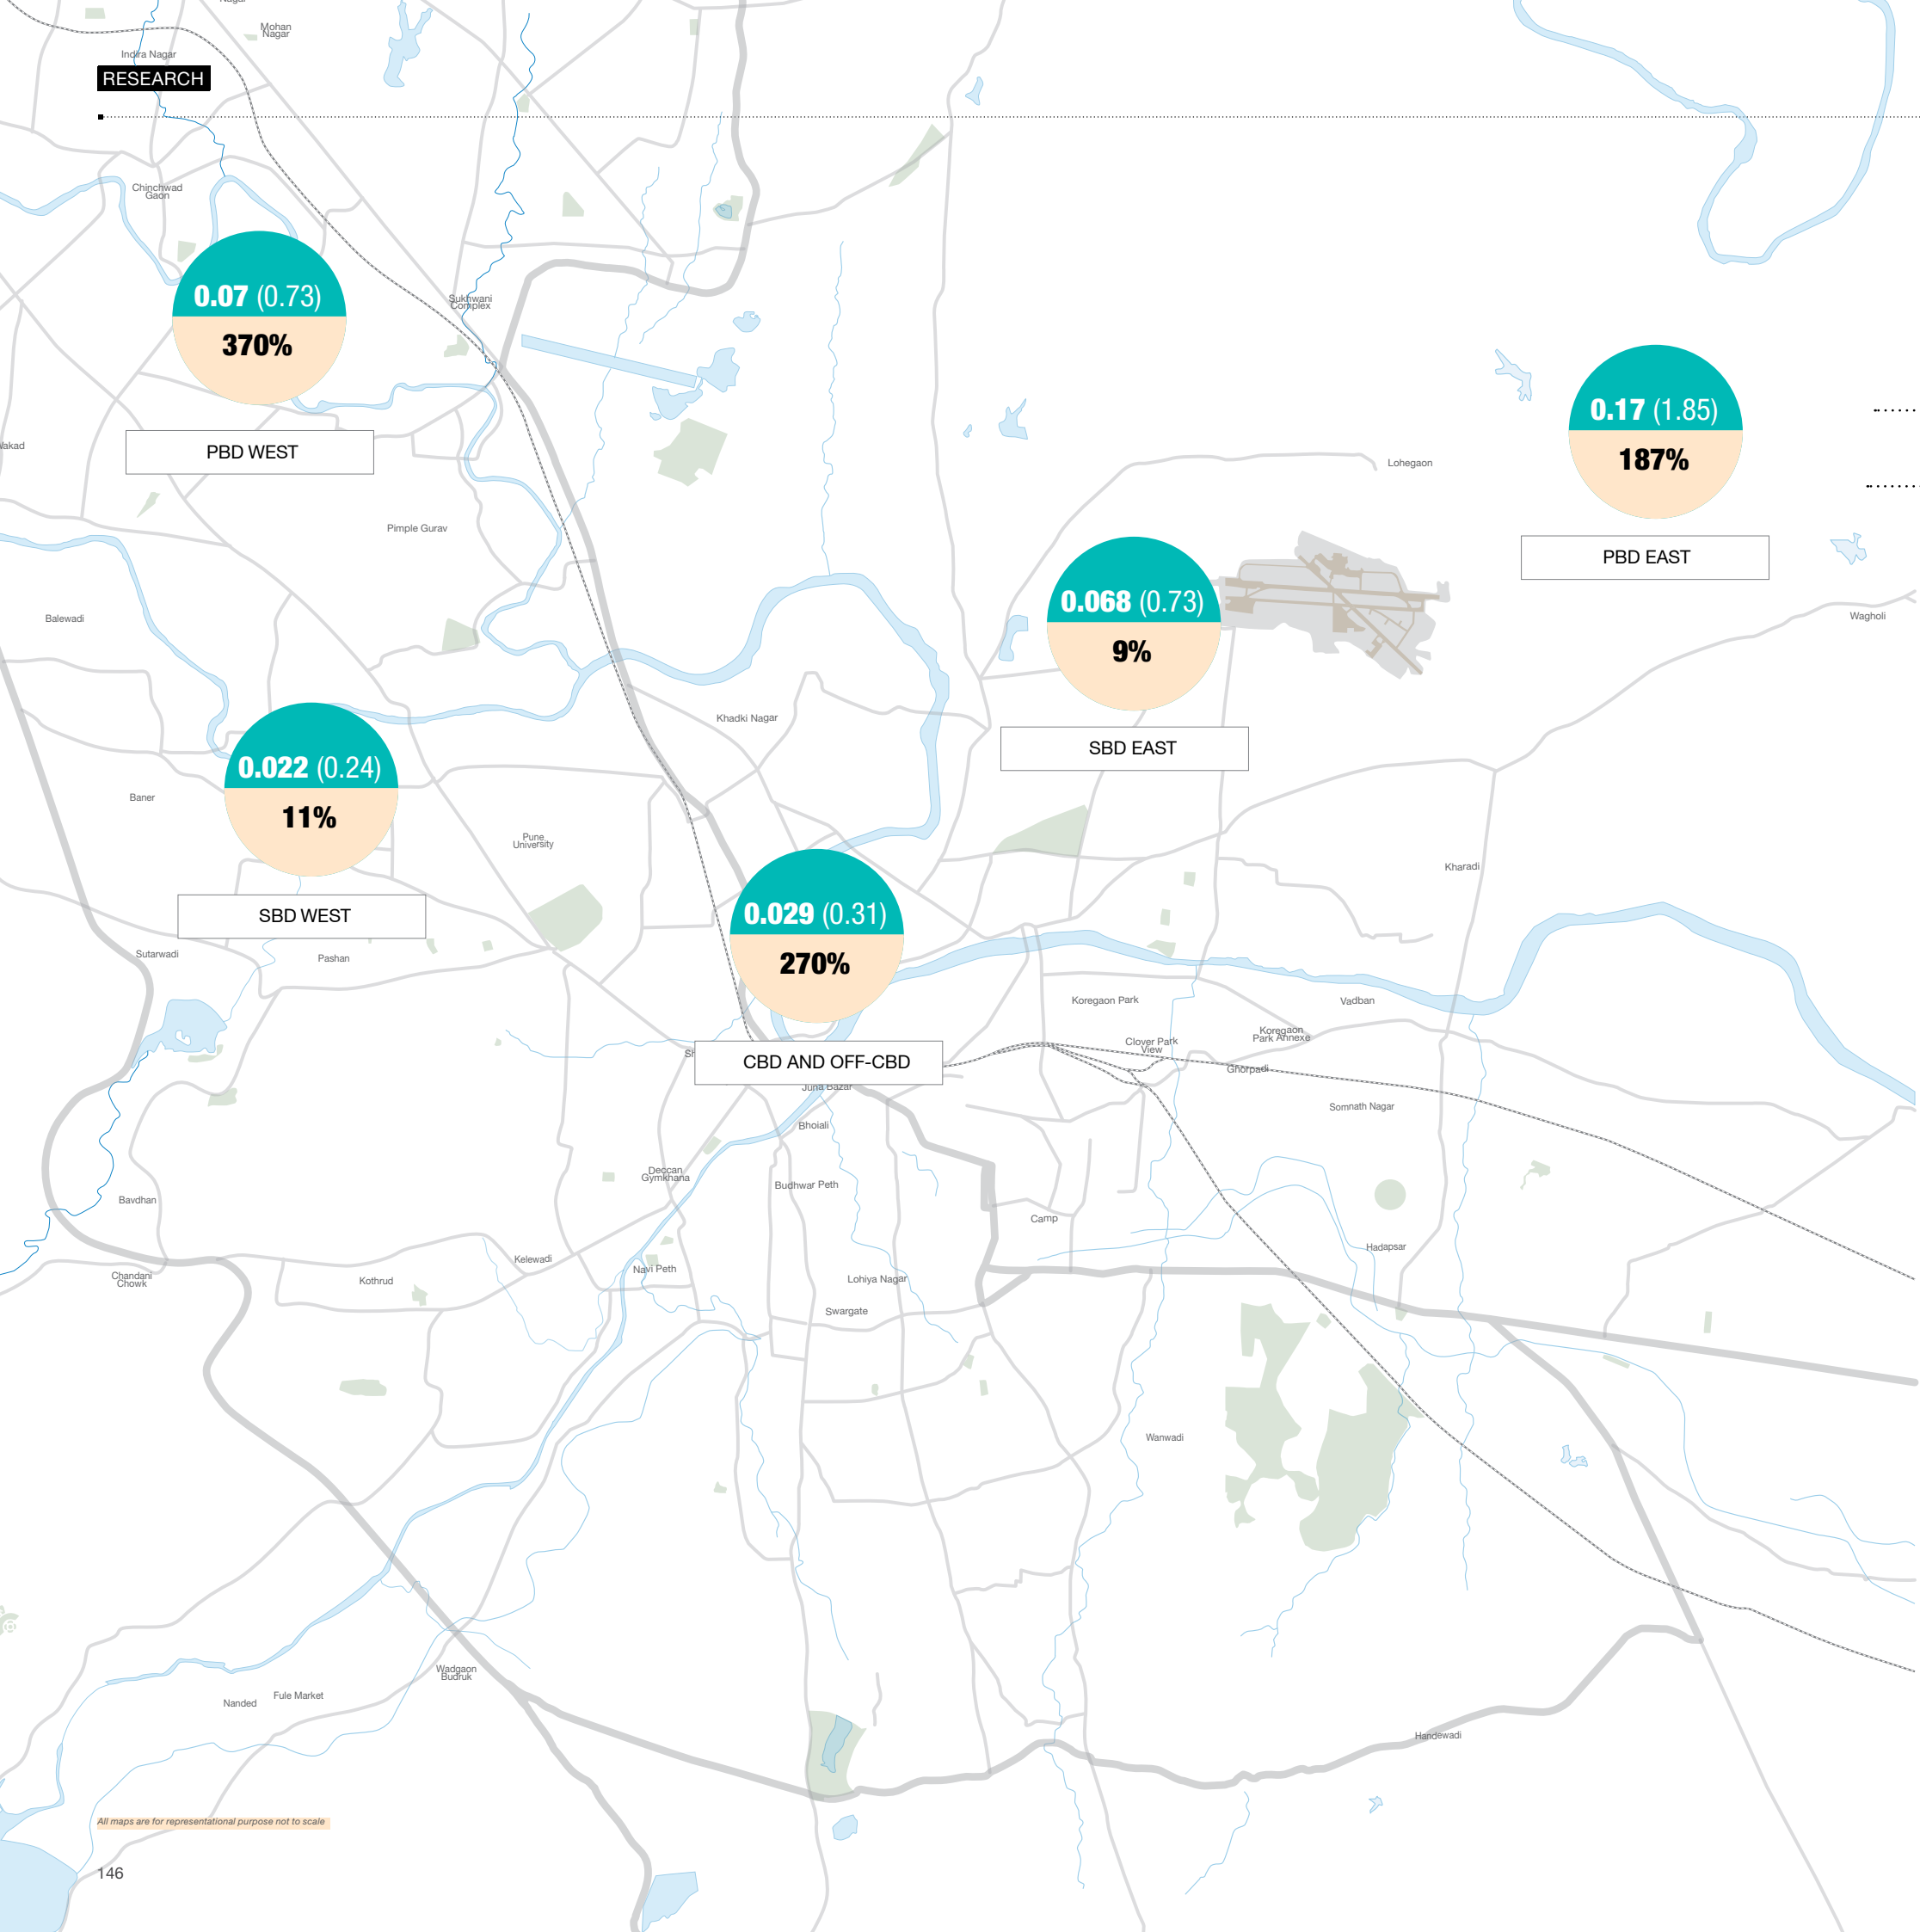 Mohan
Nagar
Indira Nagar
RESEARCH
Chinchwad
Gaon
0.07 (0.73)
370%
PBD WEST
Sukhwani
Complex
0.17 (1.85)
187%
PBD EAST
Lohegaon
Pimple Gurav
0.068 (0.73)
9%
SBD EAST
Balewadi
Wagholi
Khadki Nagar
0.022 (0.24)
11%
SBD WEST
Baner
Pune
University
Kharadi
0.029 (0.31)
270%
CBD AND OFF-CBD
Sutarwadi
Pashan
Koregaon Park
Vadban
Koregaon
Park Annexe
Clover Park
View
Ghorpadi
Juna Bazar
Somnath Nagar
Bhoiali
Deccan
Gymkhana
Budhwar Peth
Bavdhan
Camp
Hadapsar
Kelewadi
Navi Peth
Chandani
Chowk
Kothrud
Lohiya Nagar
Swargate
Wanwadi
Wadgaon
Budruk
Fule Market
Nanded
Handewadi
All maps are for representational purpose not to scale
146